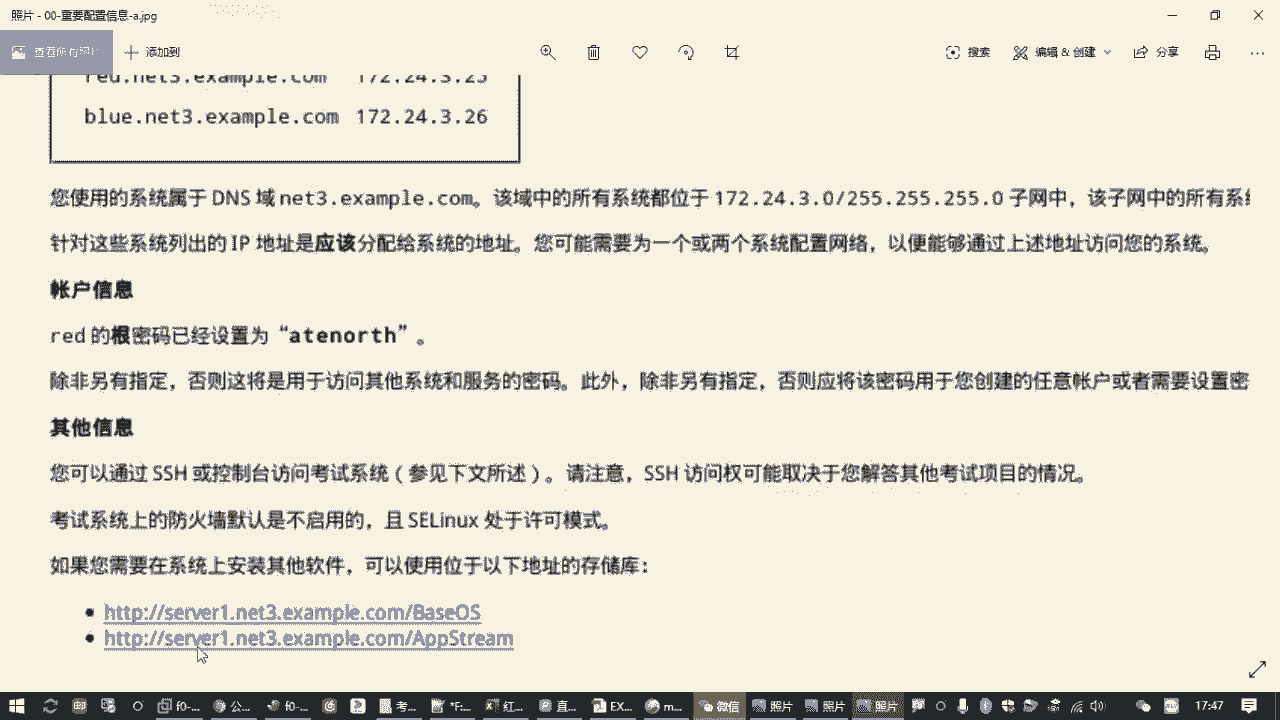 照片 - 00-重要配置信息-a.jpg
查看所有照片 添加到 搜索 编辑 & 创建 分享
red.net3.example.com 172.24.3.25
blue.net3.example.com 172.24.3.26
您使用的系统属于 DNS 域 net3.example.com。该域中的所有系统都位于 172.24.3.0/255.255.255.0 子网中，该子网中的所有系
针对这些系统列出的 IP 地址是应该分配给系统的地址。您可能需要为一个或两个系统配置网络，以便能够通过上述地址访问您的系统。
帐户信息
red 的根密码已经设置为“atenorth”。
除非另有指定，否则这将是用于访问其他系统和服务的密码。此外，除非另有指定，否则应将该密码用于您创建的任意帐户或者需要设置密
其他信息
您可以通过 SSH 或控制台访问考试系统（参见下文所述）。请注意，SSH 访问权可能取决于您解答其他考试项目的情况。
考试系统上的防火墙默认是不启用的，且 SELinux 处于许可模式。
如果您需要在系统上安装其他软件，可以使用位于以下地址的存储库：
http://server1.net3.example.com/BaseOS
http://server1.net3.example.com/AppStream
f0-... 公... f0-... 考... *F... 红... 直... EX... m... 微信 照片 照片 照片 17:47